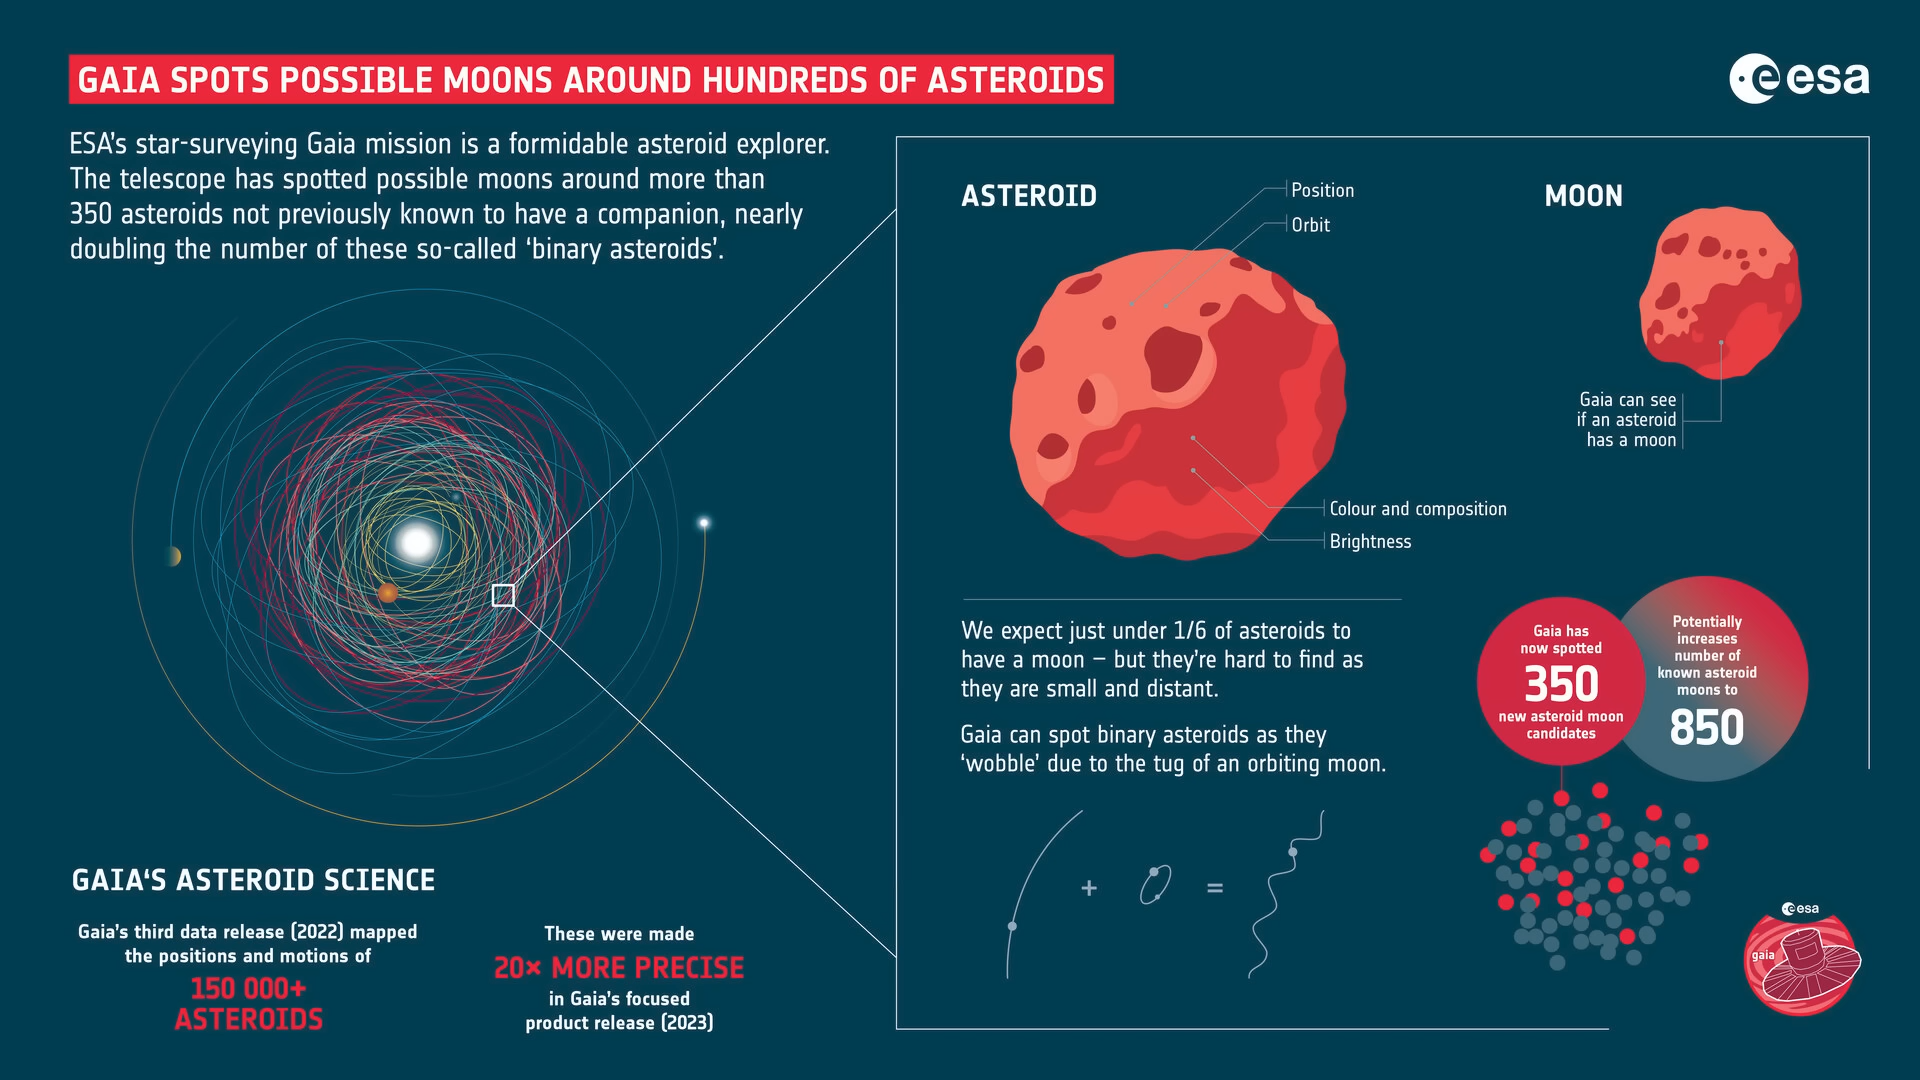 GAIA SPOTS POSSIBLE MOONS AROUND HUNDREDS OF ASTEROIDS
esa
ESA's star-surveying Gaia mission is a formidable asteroid explorer.
The telescope has spotted possible moons around more than
350 asteroids not previously known to have a companion, nearly
doubling the number of these so-called ‘binary asteroids’.
ASTEROID
Position
Orbit
MOON
Gaia can see
if an asteroid
has a moon
Colour and composition
Brightness
We expect just under 1/6 of asteroids to
have a moon – but they're hard to find as
they are small and distant.
Gaia can spot binary asteroids as they
‘wobble’ due to the tug of an orbiting moon.
+
=
Gaia has
now spotted
350
new asteroid moon
candidates
Potentially
increases
number of
known asteroid
moons to
850
GAIA‘S ASTEROID SCIENCE
Gaia's third data release (2022) mapped
the positions and motions of
150 000+
ASTEROIDS
These were made
20× MORE PRECISE
in Gaia's focused
product release (2023)
esa
gaia